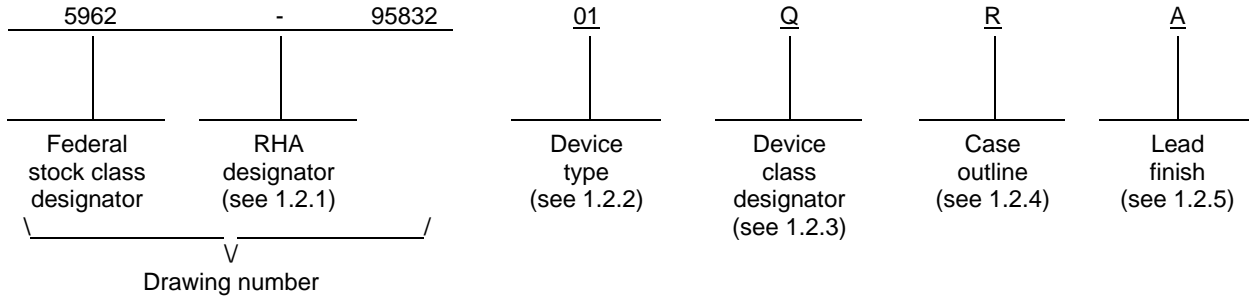 5962 - 95832 01 Q R A
Federal stock class designator
RHA designator (see 1.2.1)
Device type (see 1.2.2)
Device class designator (see 1.2.3)
Case outline (see 1.2.4)
Lead finish (see 1.2.5)
\ / \/
Drawing number